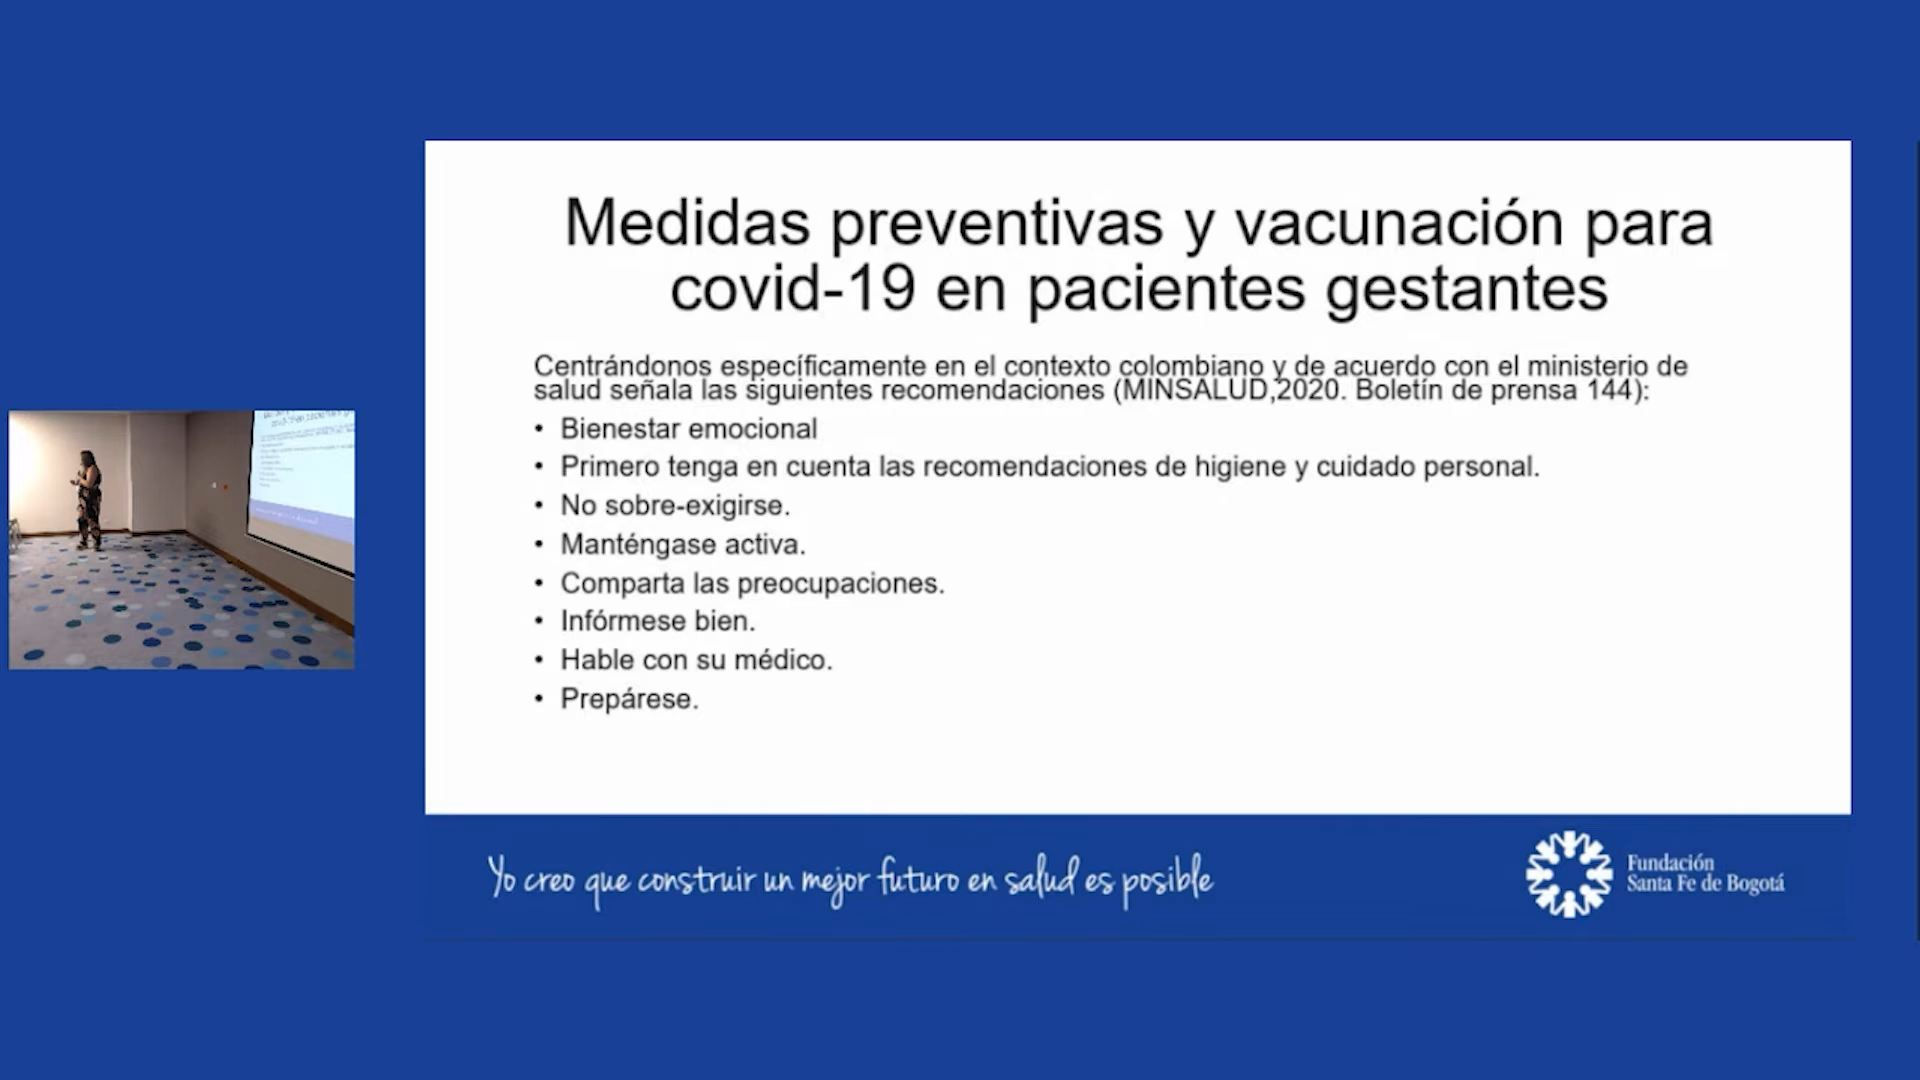 Medidas preventivas y vacunación para
covid-19 en pacientes gestantes
Centrándonos específicamente en el contexto colombiano y de acuerdo con el ministerio de
salud señala las siguientes recomendaciones (MINSALUD,2020. Boletín de prensa 144):
• Bienestar emocional
• Primero tenga en cuenta las recomendaciones de higiene y cuidado personal.
• No sobre-exigirse.
• Manténgase activa.
• Comparta las preocupaciones.
• Infórmese bien.
• Hable con su médico.
• Prepárese.
Yo creo que construir un mejor futuro en salud es posible
Fundación
Santa Fe de Bogotá